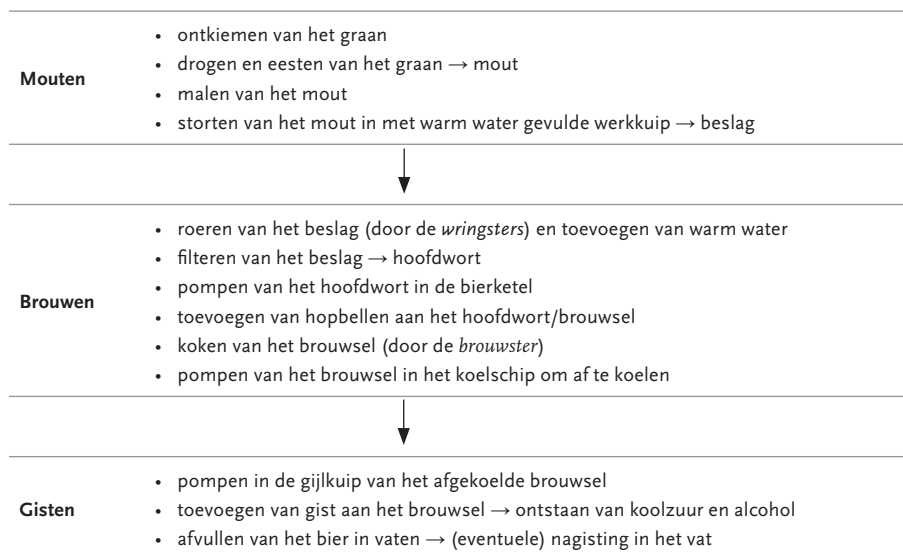 Mouten
• ontkiemen van het graan
• drogen en eesten van het graan → mout
• malen van het mout
• storten van het mout in met warm water gevulde werkkuip → beslag
Brouwen
• roeren van het beslag (door de wringsters) en toevoegen van warm water
• filteren van het beslag → hoofdwort
• pompen van het hoofdwort in de bierketel
• toevoegen van hopbellen aan het hoofdwort/brouwsel
• koken van het brouwsel (door de brouwster)
• pompen van het brouwsel in het koelschip om af te koelen
Gisten
• pompen in de gijlkuip van het afgekoelde brouwsel
• toevoegen van gist aan het brouwsel → ontstaan van koolzuur en alcohol
• afvullen van het bier in vaten → (eventuele) nagisting in het vat